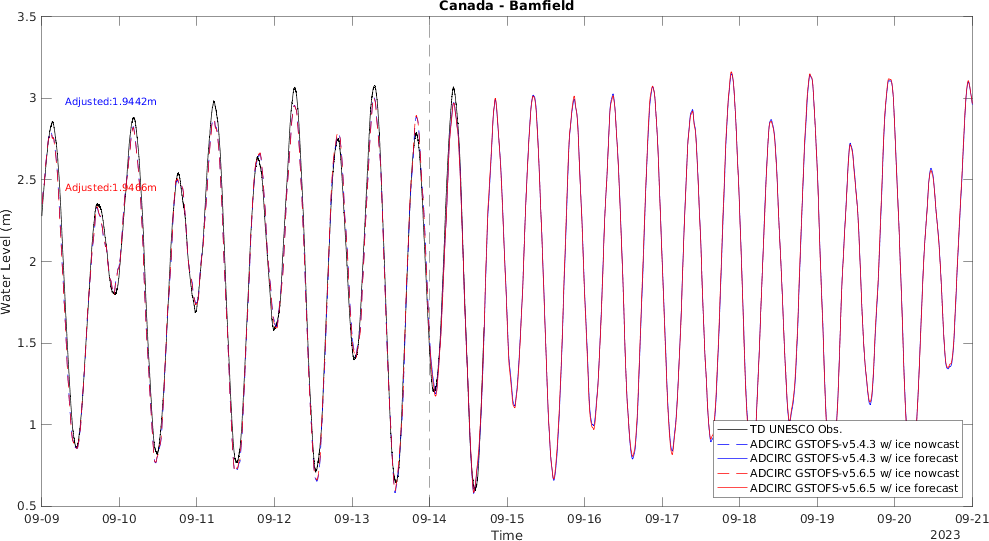 Canada - Bamfield
3.5
3
2.5
2
1.5
1
0.5
Water Level (m)
Adjusted:1.9442m
Adjusted:1.9466m
TD UNESCO Obs.
ADCIRC GSTOFS-v5.4.3 w/ ice nowcast
ADCIRC GSTOFS-v5.4.3 w/ ice forecast
ADCIRC GSTOFS-v5.6.5 w/ ice nowcast
ADCIRC GSTOFS-v5.6.5 w/ ice forecast
09-09 09-10 09-11 09-12 09-13 09-14 09-15 09-16 09-17 09-18 09-19 09-20 09-21
Time
2023